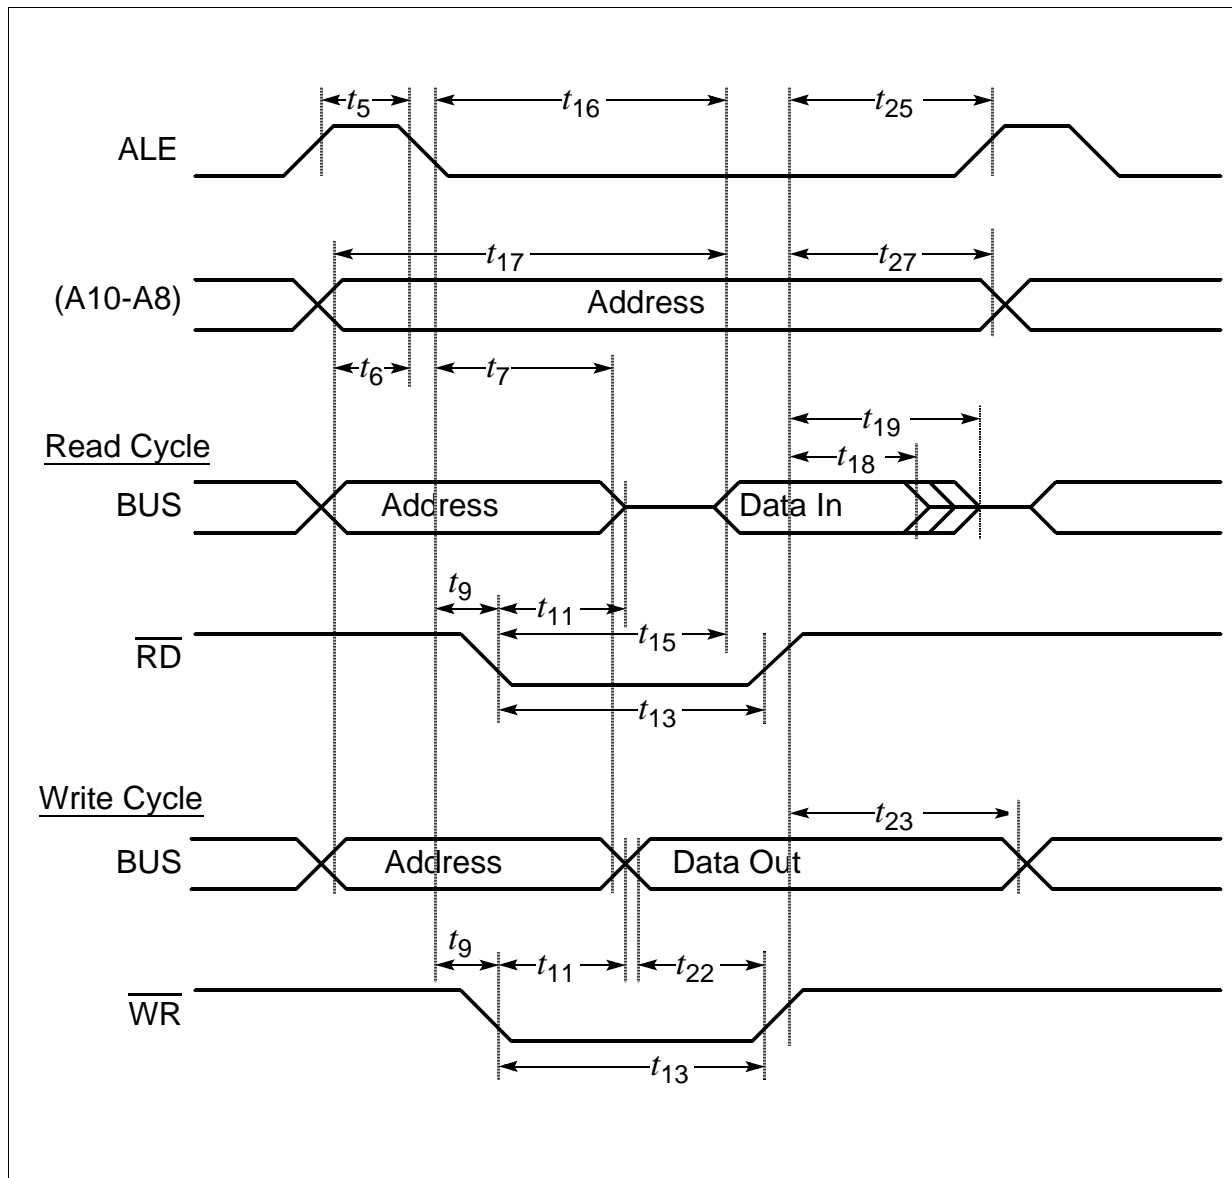 t5 t16 t25
ALE
t17 t27
(A10-A8) Address
t6 t7
t19
Read Cycle t18
BUS Address Data In
t9 t11
t15
RD
t13
Write Cycle
t23
BUS Address Data Out
t9 t11 t22
WR
t13